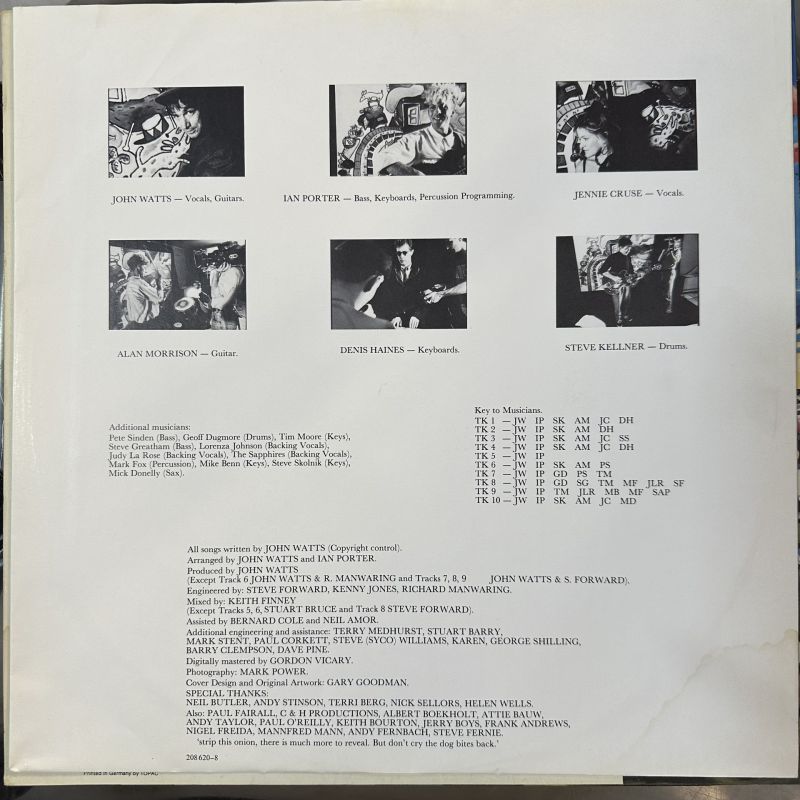 JOHN WATTS — Vocals, Guitars.
IAN PORTER — Bass, Keyboards, Percussion Programming.
JENNIE CRUSE — Vocals.
ALAN MORRISON — Guitar.
DENIS HAINES — Keyboards.
STEVE KELLNER — Drums.
Additional musicians:
Pete Sinden (Bass), Geoff Dugmore (Drums), Tim Moore (Keys),
Steve Greatham (Bass), Lorenza Johnson (Backing Vocals),
Judy La Rose (Backing Vocals), The Sapphires (Backing Vocals),
Mark Fox (Percussion), Mike Benn (Keys), Steve Skolnik (Keys),
Mick Donelly (Sax).
Key to Musicians.
TK 1 — JW IP SK AM JC DH
TK 2 — JW IP SK AM DH
TK 3 — JW IP SK AM JC SS
TK 4 — JW IP SK AM JC DH
TK 5 — JW IP
TK 6 — JW IP SK AM PS
TK 7 — JW IP GD PS TM
TK 8 — JW IP GD SG TM MF JLR SF
TK 9 — JW IP TM JLR MB MF SAP
TK 10 — JW IP SK AM JC MD
All songs written by JOHN WATTS (Copyright control).
Arranged by JOHN WATTS and IAN PORTER.
Produced by JOHN WATTS
(Except Track 6 JOHN WATTS & R. MANWARING and Tracks 7, 8, 9 JOHN WATTS & S. FORWARD).
Engineered by: STEVE FORWARD, KENNY JONES, RICHARD MANWARING.
Mixed by: KEITH FINNEY
(Except Tracks 5, 6, STUART BRUCE and Track 8 STEVE FORWARD).
Assisted by BERNARD COLE and NEIL AMOR.
Additional engineering and assistance: TERRY MEDHURST, STUART BARRY,
MARK STENT, PAUL CORKETT, STEVE (SYCO) WILLIAMS, KAREN, GEORGE SHILLING,
BARRY CLEMPSON, DAVE PINE.
Digitally mastered by GORDON VICARY.
Photography: MARK POWER.
Cover Design and Original Artwork: GARY GOODMAN.
SPECIAL THANKS:
NEIL BUTLER, ANDY STINSON, TERRI BERG, NICK SELLORS, HELEN WELLS.
Also: PAUL FAIRALL, C & H PRODUCTIONS, ALBERT BOEKHOLT, ATTIE BAUW,
ANDY TAYLOR, PAUL O'REILLY, KEITH BOURTON, JERRY BOYS, FRANK ANDREWS,
NIGEL FREIDA, MANNFRED MANN, ANDY FERNBACH, STEVE FERNIE.
'strip this onion, there is much more to reveal. But don't cry the dog bites back.'
208 620–8
Printed in Germany by TOPAC